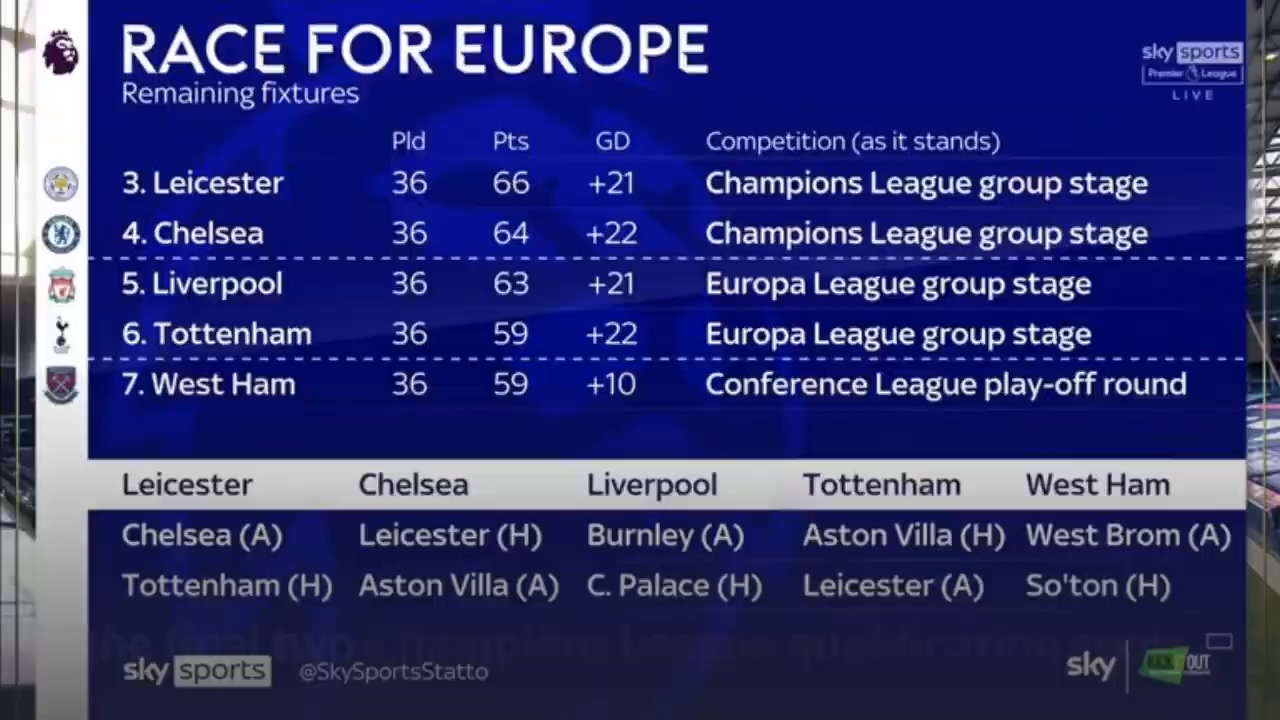 RACE FOR EUROPE
Remaining fixtures
sky sports
Premier League
LIVE
Pld Pts GD Competition (as it stands)
3. Leicester 36 66 +21 Champions League group stage
4. Chelsea 36 64 +22 Champions League group stage
5. Liverpool 36 63 +21 Europa League group stage
6. Tottenham 36 59 +22 Europa League group stage
7. West Ham 36 59 +10 Conference League play-off round
Leicester Chelsea Liverpool Tottenham West Ham
Chelsea (A) Leicester (H) Burnley (A) Aston Villa (H) West Brom (A)
Tottenham (H) Aston Villa (A) C. Palace (H) Leicester (A) So'ton (H)
sky sports @SkySportsStatto
sky